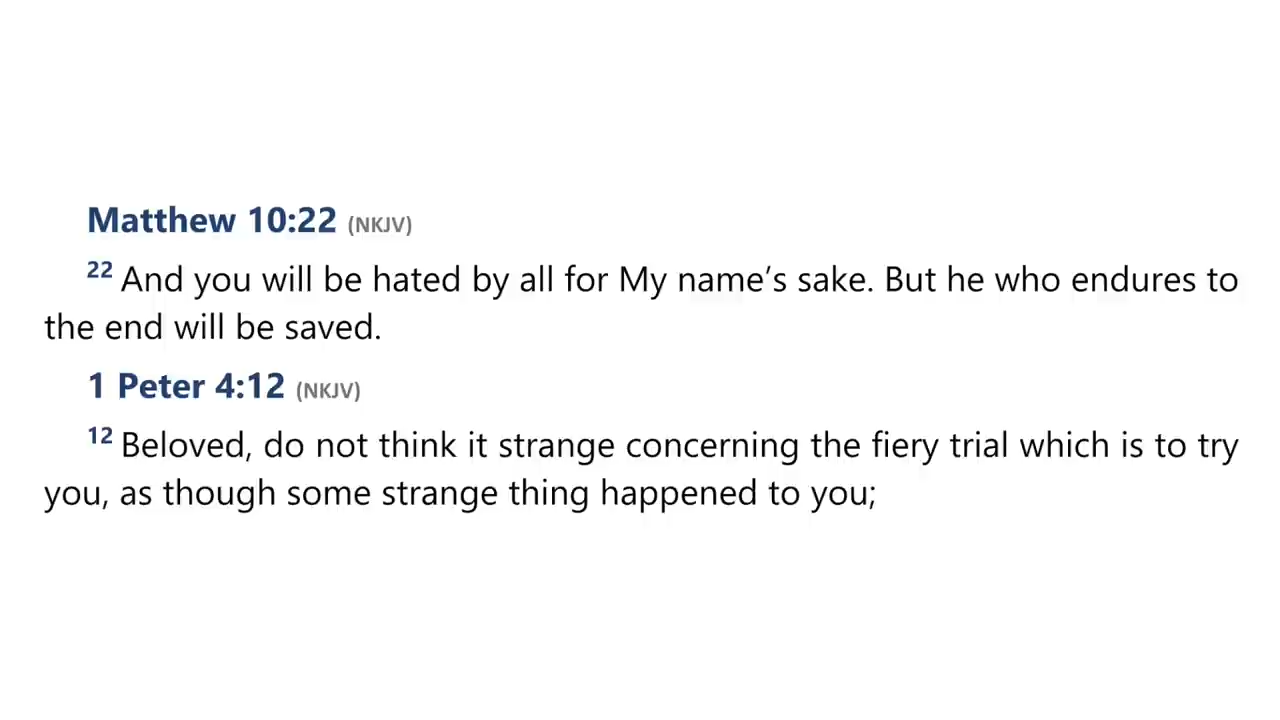 Matthew 10:22 (NKJV)
22 And you will be hated by all for My name’s sake. But he who endures to
the end will be saved.
1 Peter 4:12 (NKJV)
12 Beloved, do not think it strange concerning the fiery trial which is to try
you, as though some strange thing happened to you;